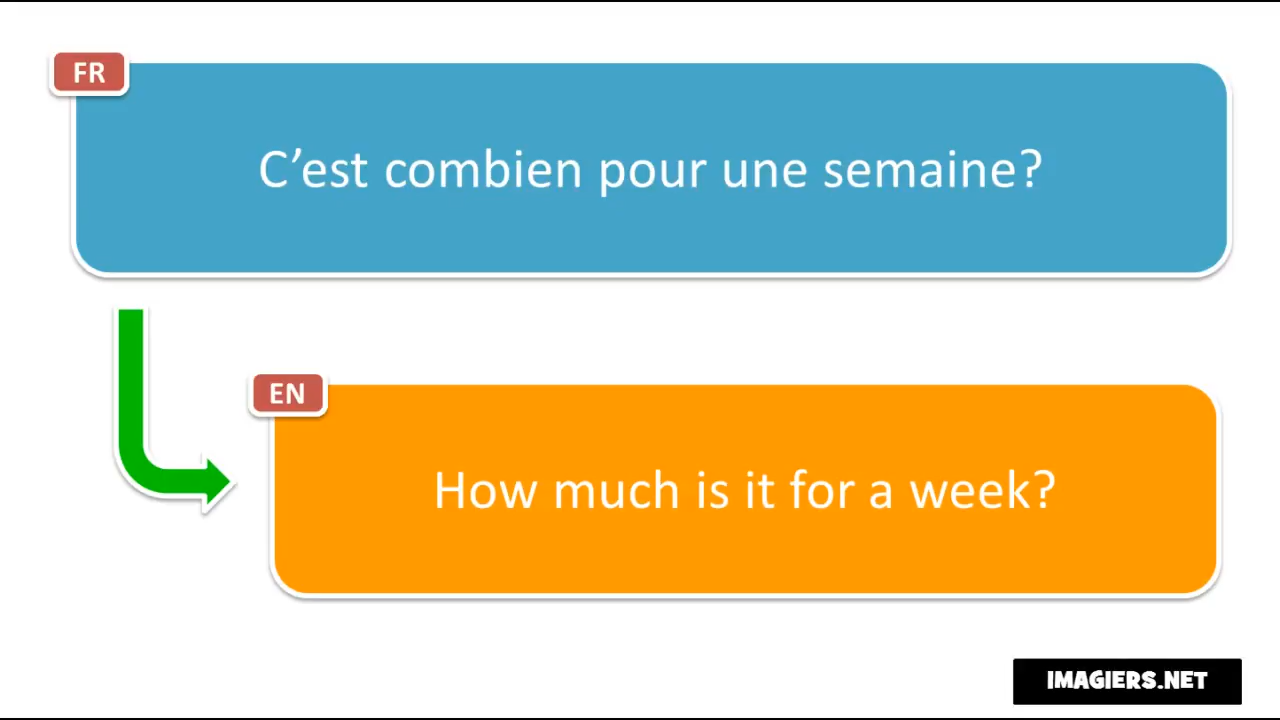 FR
C’est combien pour une semaine?
EN
How much is it for a week?
IMAGIERS.NET